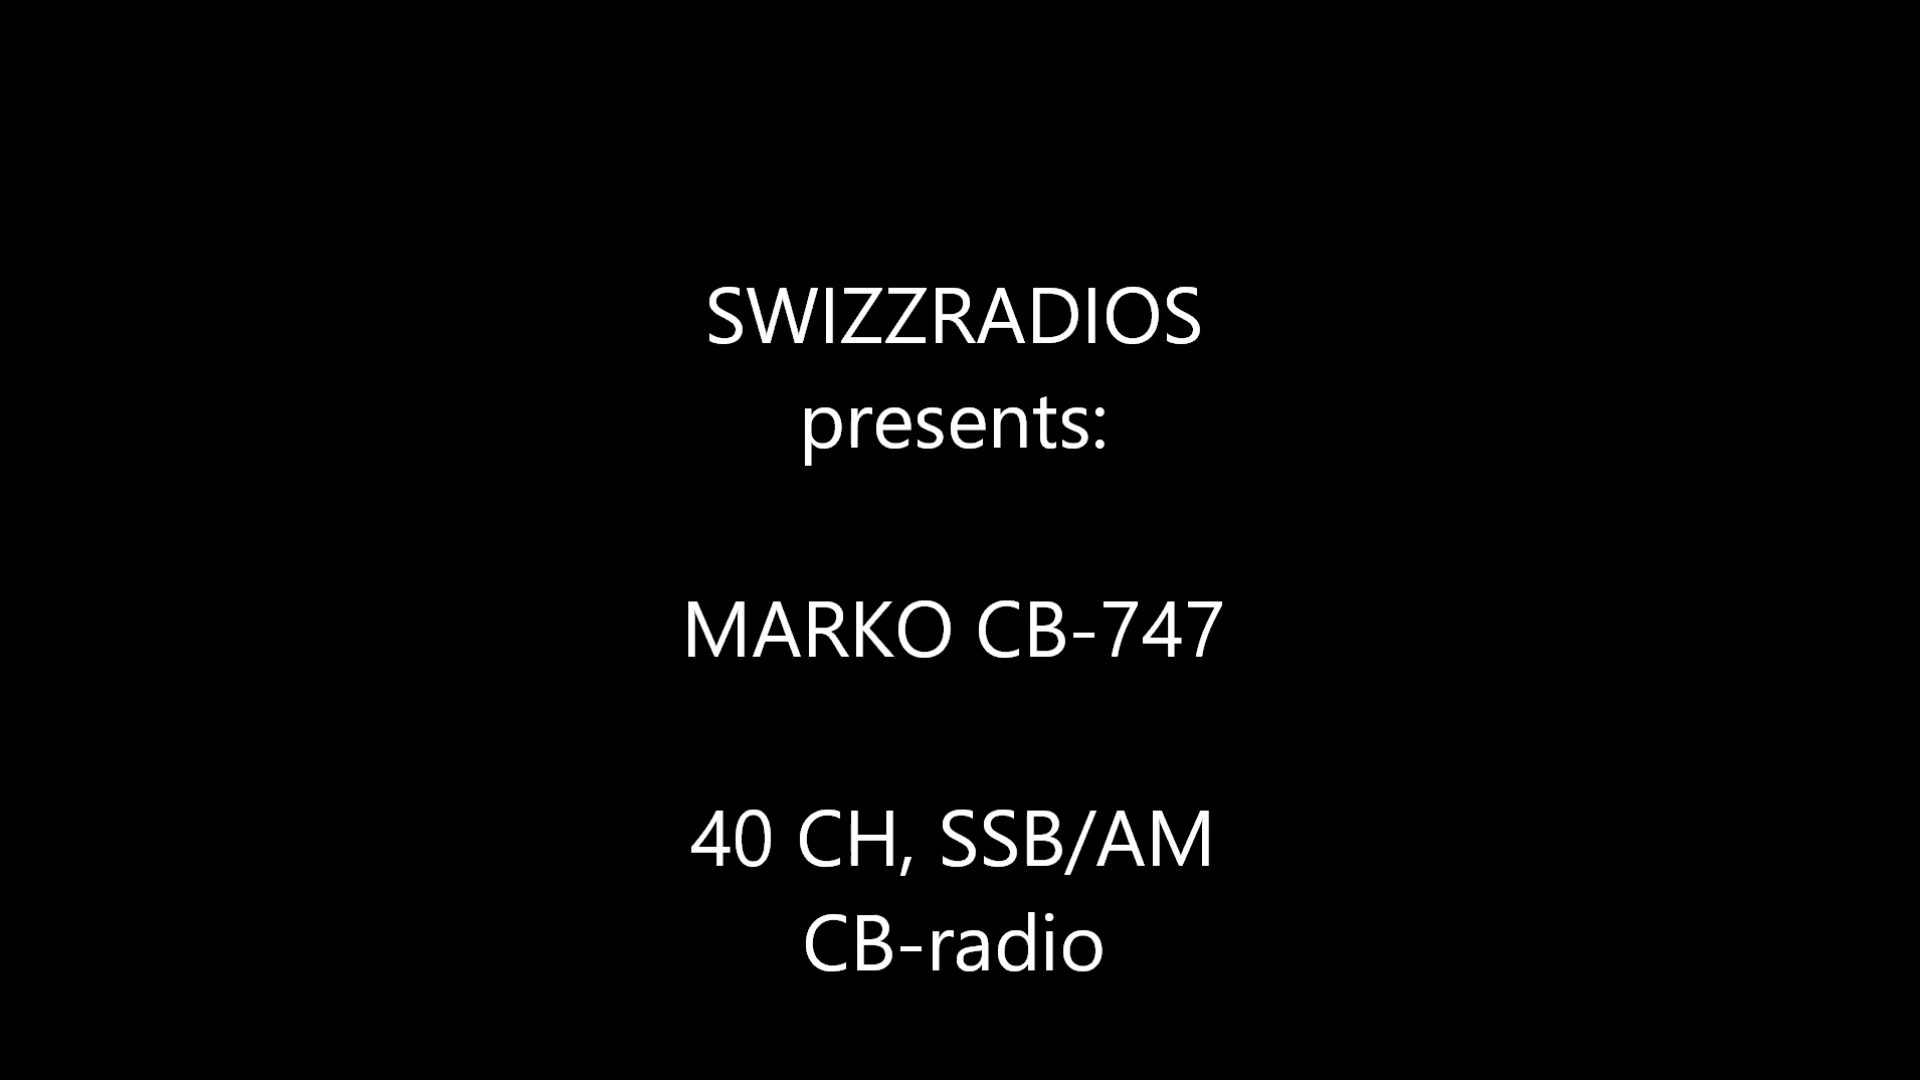 SWIZZRADIOS
presents:
MARKO CB-747
40 CH, SSB/AM
CB-radio